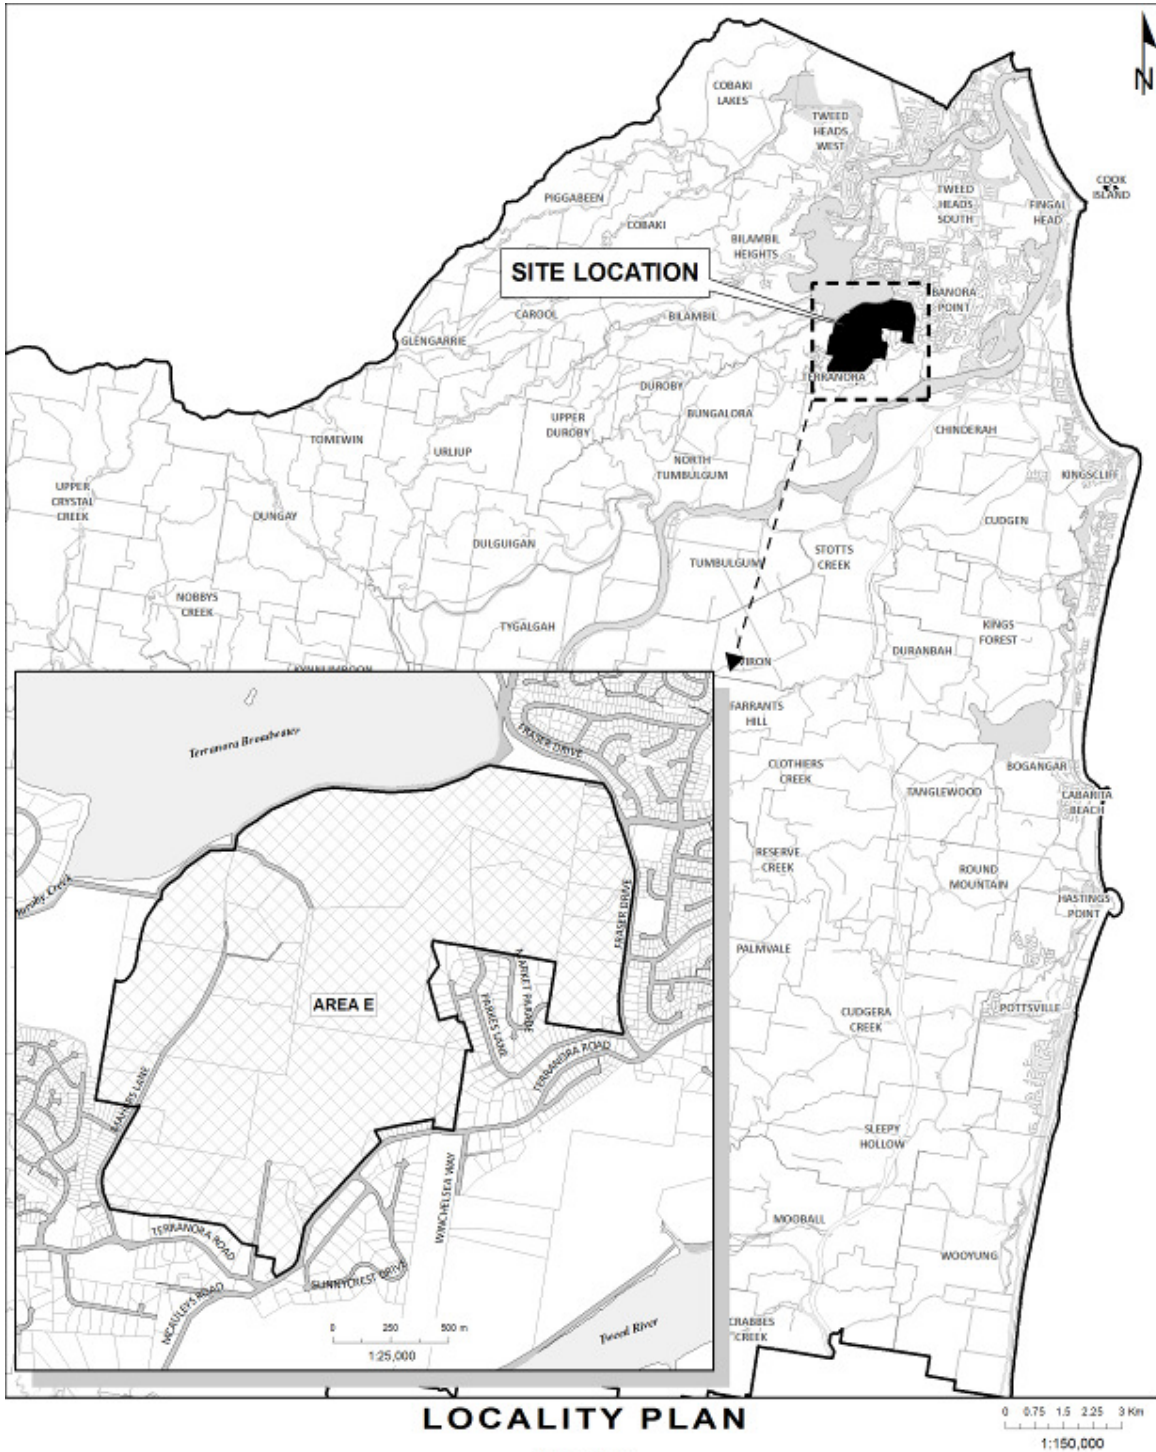 N
COBAKI
LAKES
TWEED
HEADS
WEST
COOK
ISLAND
PIGGABEEN
TWEED
HEADS
SOUTH
FINGAL
HEAD
COBAKI
BILAMBIL
HEIGHTS
SITE LOCATION
BANORA
POINT
CAROOL
BILAMBIL
GLENGARRIE
TERRANORA
DUROBY
UPPER
DUROBY
BUNGALORA
CHINDERAH
TOMEWIN
URLIUP
NORTH
TUMBULGUM
KINGSCLIFF
UPPER
CRYSTAL
CREEK
DUNGAY
CUDGEN
DULGUIGAN
STOTTS
CREEK
TUMBULGUM
NOBBYS
CREEK
TYGALGAH
KINGS
FOREST
DURANBAH
FARRANTS
HILL
CLOTHIERS
CREEK
BOGANGAR
TANGLEWOOD
CABARITA
BEACH
RESERVE
CREEK
ROUND
MOUNTAIN
HASTINGS
POINT
PALMVALE
CUDGERA
CREEK
POTTSVILLE
SLEEPY
HOLLOW
MOOBALL
WOOYUNG
CRABBES
CREEK
Terranora Broadwater
FRASER DRIVE
FRASER DRIVE
AREA E
MARKET PARADE
PARKES LANE
TERRANORA ROAD
MAHERS LANE
WINCHELSEA WAY
TERRANORA ROAD
SUNNYCREST DRIVE
MCAULEYS ROAD
Tweed River
0 250 500 m
1:25,000
LOCALITY PLAN
0 0.75 1.5 2.25 3 Km
1:150,000